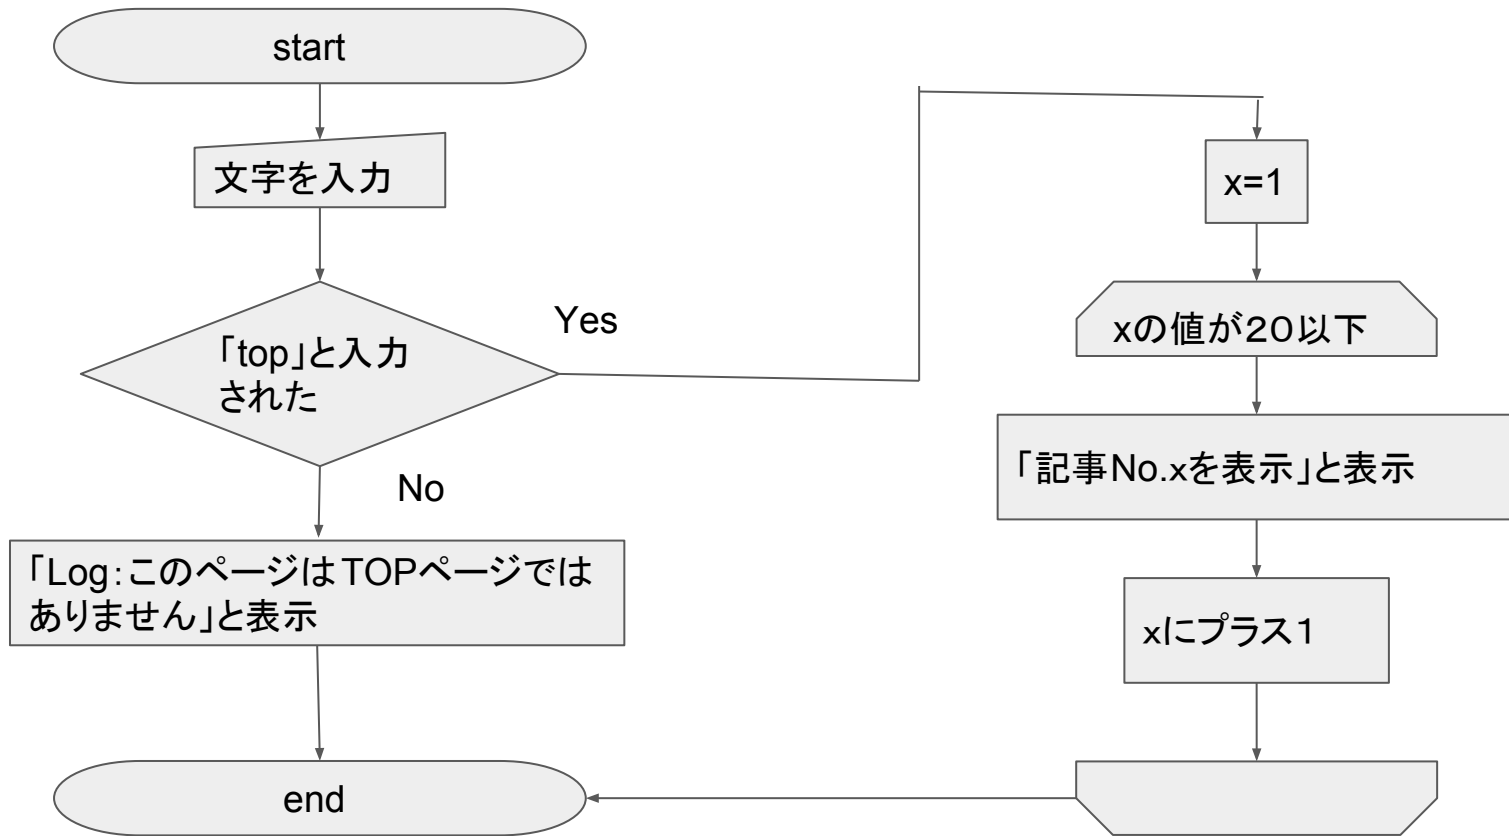 start
文字を入力
「top」と入力
された
Yes
No
「Log：このページはTOPページでは
ありません」と表示
end
x=1
xの値が２０以下
「記事No.xを表示」と表示
xにプラス１